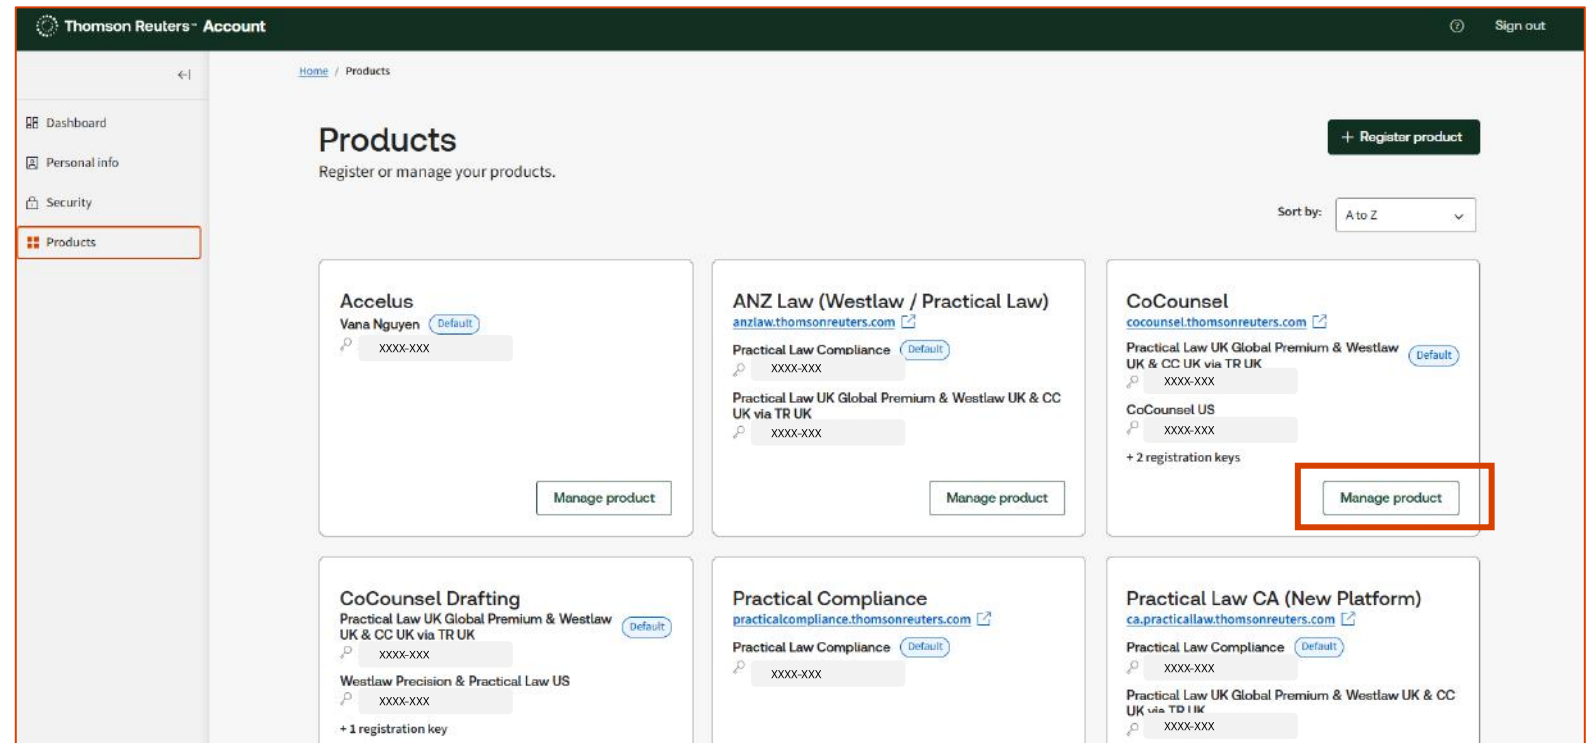 Thomson Reuters™ Account
Sign out
Home / Products
Dashboard
Personal info
Security
Products
Products
Register or manage your products.
+ Register product
Sort by: A to Z
Accelus
Vana Nguyen Default
XXXX-XXX
Manage product
ANZ Law (Westlaw / Practical Law)
anzlaw.thomsonreuters.com
Practical Law Compliance Default
XXXX-XXX
Practical Law UK Global Premium & Westlaw UK & CC
UK via TR UK
XXXX-XXX
Manage product
CoCounsel
cocounsel.thomsonreuters.com
Practical Law UK Global Premium & Westlaw
UK & CC UK via TR UK
Default
XXXX-XXX
CoCounsel US
XXXX-XXX
+ 2 registration keys
Manage product
CoCounsel Drafting
Practical Law UK Global Premium & Westlaw
UK & CC UK via TR UK
Default
XXXX-XXX
Westlaw Precision & Practical Law US
XXXX-XXX
+ 1 registration key
Practical Compliance
practicalcompliance.thomsonreuters.com
Practical Law Compliance Default
XXXX-XXX
Practical Law CA (New Platform)
ca.practicallaw.thomsonreuters.com
Practical Law Compliance Default
XXXX-XXX
Practical Law UK Global Premium & Westlaw UK & CC
UK via TR UK
XXXX-XXX